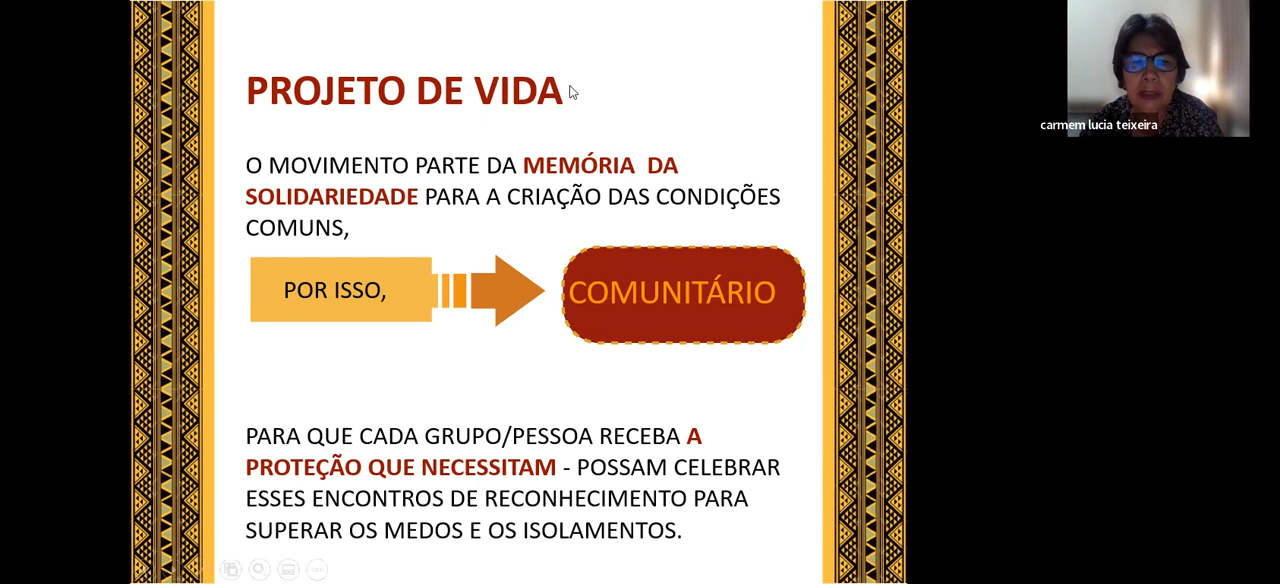 PROJETO DE VIDA
carmem lucia teixeira
O MOVIMENTO PARTE DA MEMÓRIA DA
SOLIDARIEDADE PARA A CRIAÇÃO DAS CONDIÇÕES
COMUNS,
POR ISSO,
COMUNITÁRIO
PARA QUE CADA GRUPO/PESSOA RECEBA A
PROTEÇÃO QUE NECESSITAM - POSSAM CELEBRAR
ESSES ENCONTROS DE RECONHECIMENTO PARA
SUPERAR OS MEDOS E OS ISOLAMENTOS.